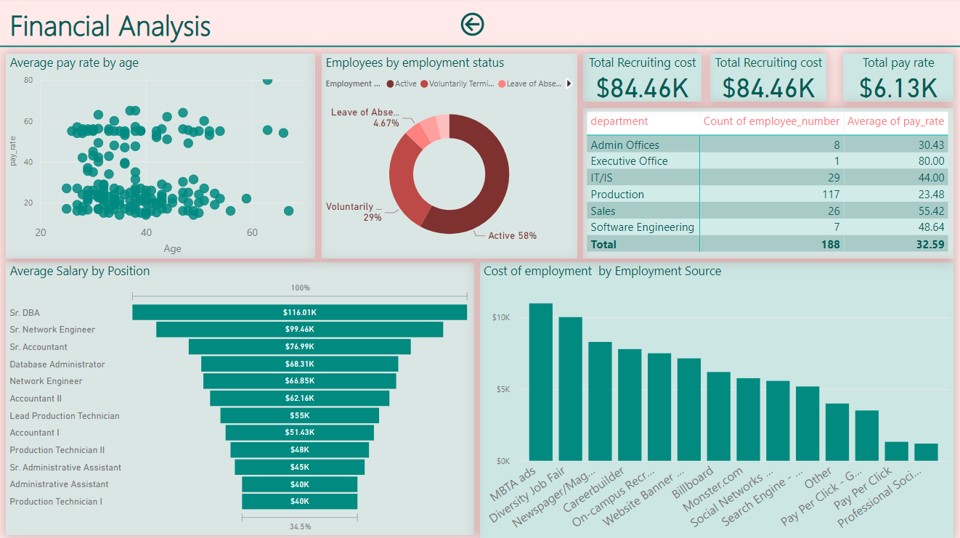 Financial Analysis
Average pay rate by age
80
60
40
20
pay_rate
20 40 60
Age
Employees by employment status
Employment ... Active Voluntarily Termi... Leave of Abse...
Leave of Abse...
4.67%
Voluntarily ...
29%
Active 58%
Total Recruiting cost
$84.46K
Total Recruiting cost
$84.46K
Total pay rate
$6.13K
department Count of employee_number Average of pay_rate
Admin Offices 8 30.43
Executive Office 1 80.00
IT/IS 29 44.00
Production 117 23.48
Sales 26 55.42
Software Engineering 7 48.64
Total 188 32.59
Average Salary by Position
100%
Sr. DBA $116.01K
Sr. Network Engineer $99.46K
Sr. Accountant $76.99K
Database Administrator $68.31K
Network Engineer $66.85K
Accountant II $62.16K
Lead Production Technician $55K
Accountant I $51.43K
Production Technician II $48K
Sr. Administrative Assistant $45K
Administrative Assistant $40K
Production Technician I $40K
34.5%
Cost of employment by Employment Source
$10K
$5K
$0K
MBTA ads
Diversity Job Fair
Newspager/Mag...
Careerbuilder
On-campus Recr...
Website Banner ...
Billboard
Monster.com
Social Networks ...
Search Engine - ...
Other
Pay Per Click - G...
Pay Per Click
Professional Soci...